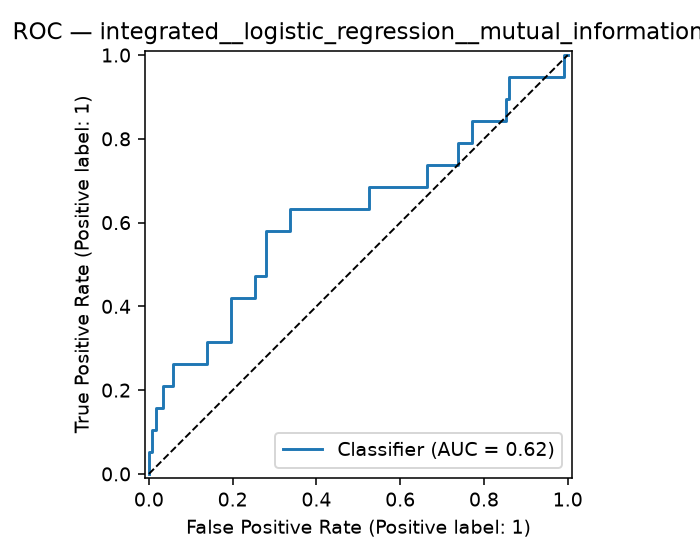 ROC — integrated__logistic_regression__mutual_information
True Positive Rate (Positive label: 1)
1.0
0.8
0.6
0.4
0.2
0.0
Classifier (AUC = 0.62)
0.0 0.2 0.4 0.6 0.8 1.0
False Positive Rate (Positive label: 1)